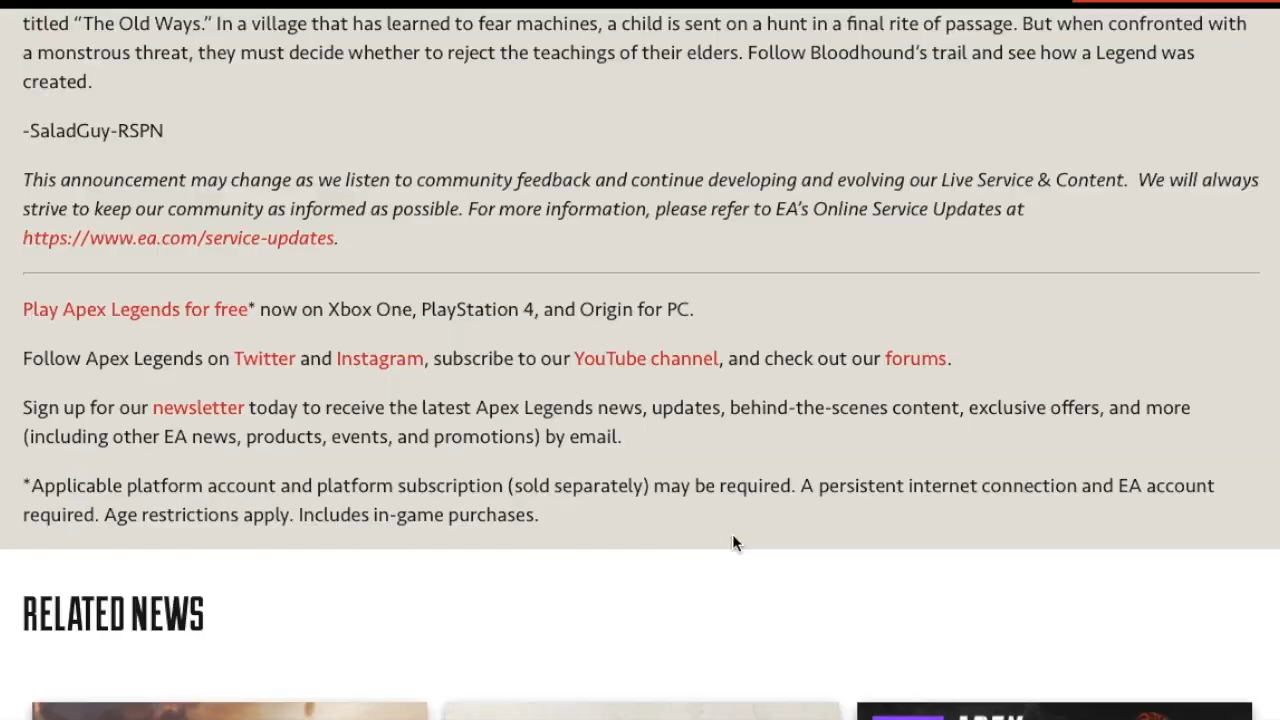 titled “The Old Ways.” In a village that has learned to fear machines, a child is sent on a hunt in a final rite of passage. But when confronted with
a monstrous threat, they must decide whether to reject the teachings of their elders. Follow Bloodhound’s trail and see how a Legend was
created.
-SaladGuy-RSPN
This announcement may change as we listen to community feedback and continue developing and evolving our Live Service & Content.  We will always
strive to keep our community as informed as possible. For more information, please refer to EA’s Online Service Updates at
https://www.ea.com/service-updates.
Play Apex Legends for free* now on Xbox One, PlayStation 4, and Origin for PC.
Follow Apex Legends on Twitter and Instagram, subscribe to our YouTube channel, and check out our forums.
Sign up for our newsletter today to receive the latest Apex Legends news, updates, behind-the-scenes content, exclusive offers, and more
(including other EA news, products, events, and promotions) by email.
*Applicable platform account and platform subscription (sold separately) may be required. A persistent internet connection and EA account
required. Age restrictions apply. Includes in-game purchases.
RELATED NEWS